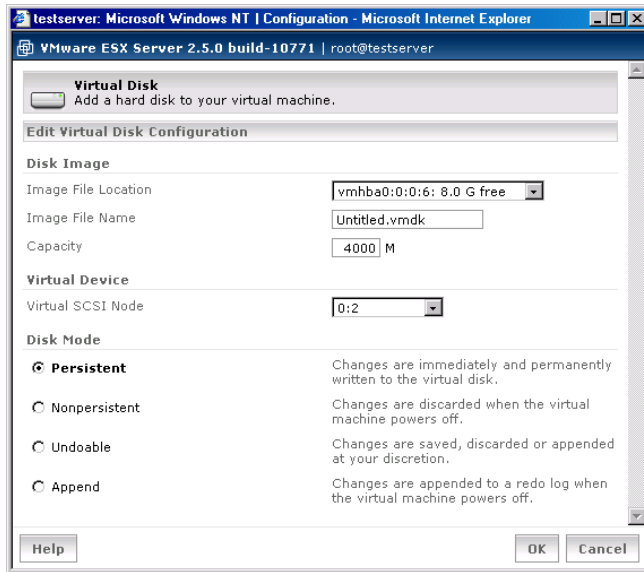 testserver: Microsoft Windows NT | Configuration - Microsoft Internet Explorer
VMware ESX Server 2.5.0 build-10771 | root@testserver
Virtual Disk
Add a hard disk to your virtual machine.
Edit Virtual Disk Configuration
Disk Image
Image File Location
vmhba0:0:0:6: 8.0 G free
Image File Name
Untitled.vmdk
Capacity
4000 M
Virtual Device
Virtual SCSI Node
0:2
Disk Mode
Persistent
Changes are immediately and permanently
written to the virtual disk.
Nonpersistent
Changes are discarded when the virtual
machine powers off.
Undoable
Changes are saved, discarded or appended
at your discretion.
Append
Changes are appended to a redo log when
the virtual machine powers off.
Help
OK
Cancel